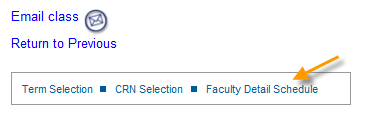 Email class
Return to Previous
Term Selection ■ CRN Selection ■ Faculty Detail Schedule